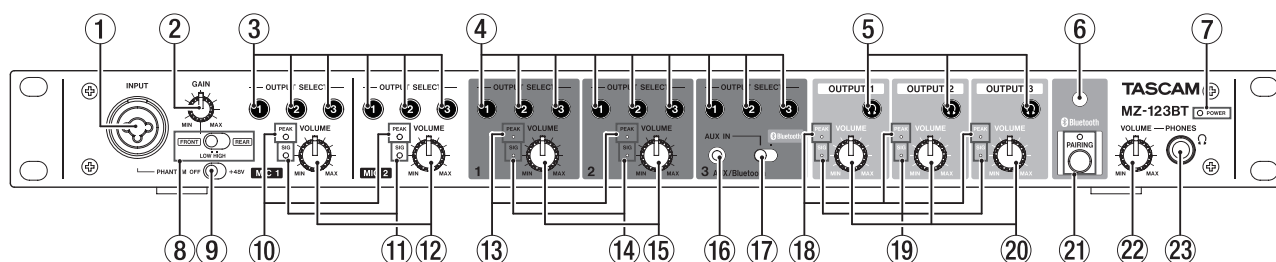 ① ② ③ ④ ⑤ ⑥ ⑦
INPUT
GAIN
MIN MAX
FRONT REAR
LOW HIGH
PHANTOM OFF +48V
OUTPUT SELECT
1 2 3
PEAK
SIG
VOLUME
MIN MAX
MIC 1
OUTPUT SELECT
1 2 3
PEAK
SIG
VOLUME
MIN MAX
MIC 2
OUTPUT SELECT
1 2 3
PEAK
SIG
VOLUME
MIN MAX
1
OUTPUT SELECT
1 2 3
PEAK
SIG
VOLUME
MIN MAX
2
OUTPUT SELECT
1 2 3
AUX IN
Bluetooth
3 AUX/Bluetooth
OUTPUT 1
PEAK
SIG
VOLUME
MIN MAX
OUTPUT 2
PEAK
SIG
VOLUME
MIN MAX
OUTPUT 3
PEAK
SIG
VOLUME
MIN MAX
Bluetooth
PAIRING
TASCAM
MZ-123BT
POWER
VOLUME PHONES
MIN MAX
⑧ ⑨ ⑩ ⑪ ⑫ ⑬ ⑭ ⑮ ⑯ ⑰ ⑱ ⑲ ⑳ ㉑ ㉒ ㉓